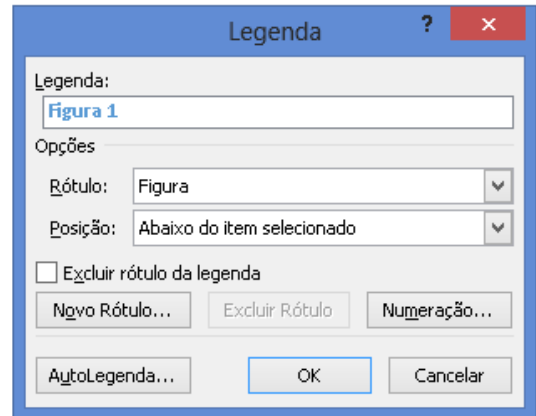 Legenda
?
×
Legenda:
Figura 1
Opções
Rótulo: Figura
Posição: Abaixo do item selecionado
Excluir rótulo da legenda
Novo Rótulo... Excluir Rótulo Numeração...
AutoLegenda... OK Cancelar